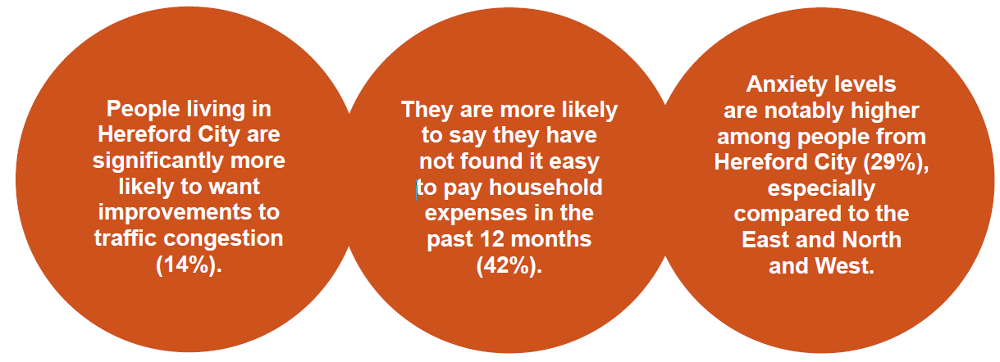 People living in
Hereford City are
significantly more
likely to want
improvements to
traffic congestion
(14%).
They are more likely
to say they have
not found it easy
to pay household
expenses in the
past 12 months
(42%).
Anxiety levels
are notably higher
among people from
Hereford City (29%),
especially
compared to the
East and North
and West.